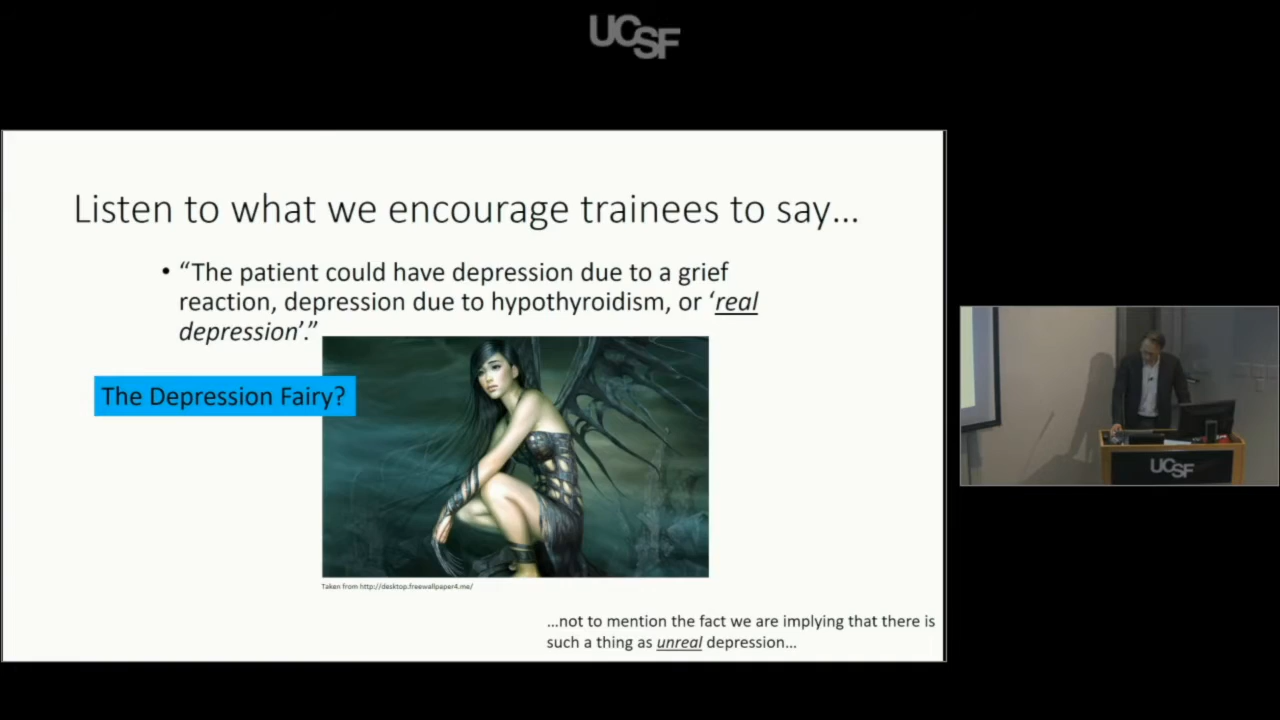 UCSF
Listen to what we encourage trainees to say...
• “The patient could have depression due to a grief
reaction, depression due to hypothyroidism, or ‘real
depression’.”
The Depression Fairy?
Taken from http://desktop.freewallpaper4.me/
...not to mention the fact we are implying that there is
such a thing as unreal depression...
UCSF